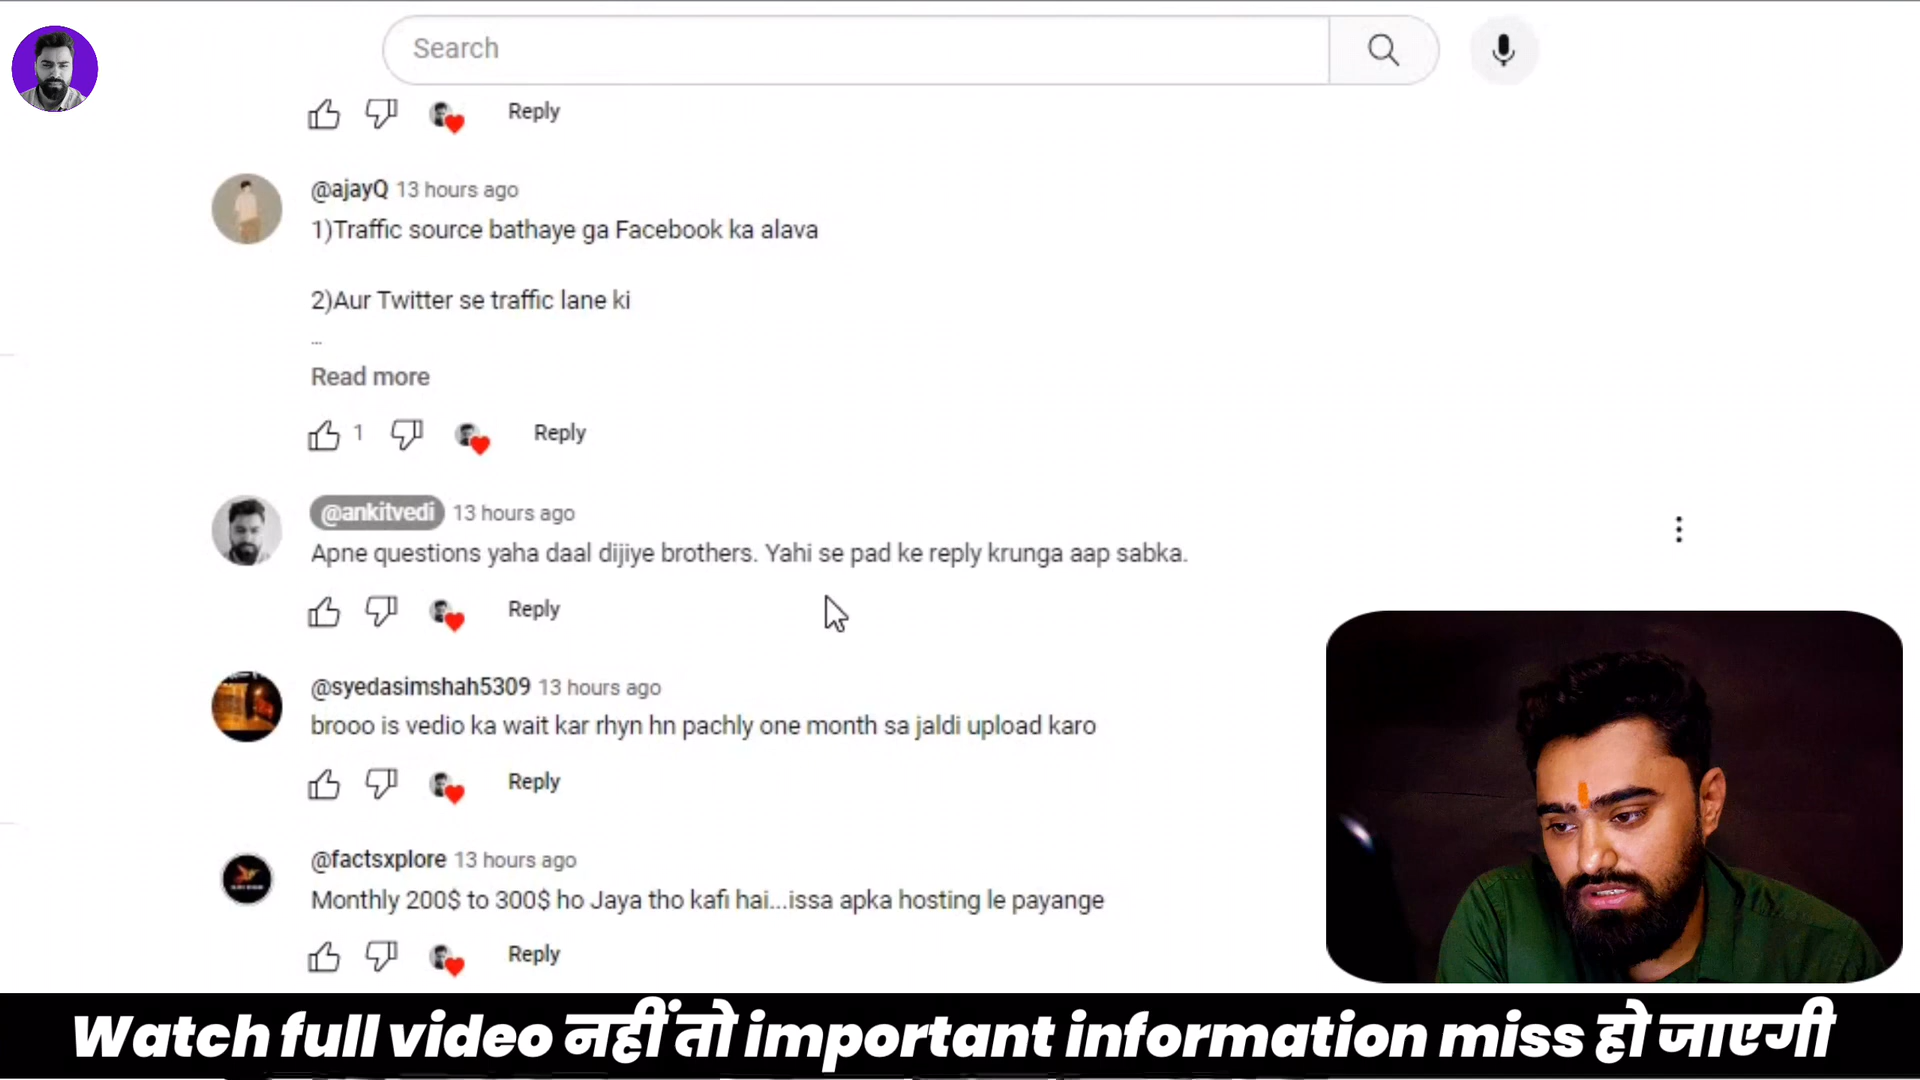 Search
Reply
@ajayQ 13 hours ago
1)Traffic source bathaye ga Facebook ka alava
2)Aur Twitter se traffic lane ki
...
Read more
1 Reply
@ankitvedi 13 hours ago
Apne questions yaha daal dijiye brothers. Yahi se pad ke reply krunga aap sabka.
Reply
@syedasimshah5309 13 hours ago
brooo is vedio ka wait kar rhyn hn pachly one month sa jaldi upload karo
Reply
@factsxplore 13 hours ago
Monthly 200$ to 300$ ho Jaya tho kafi hai...issa apka hosting le payange
Reply
Watch full video नहीं तो important information miss हो जाएगी